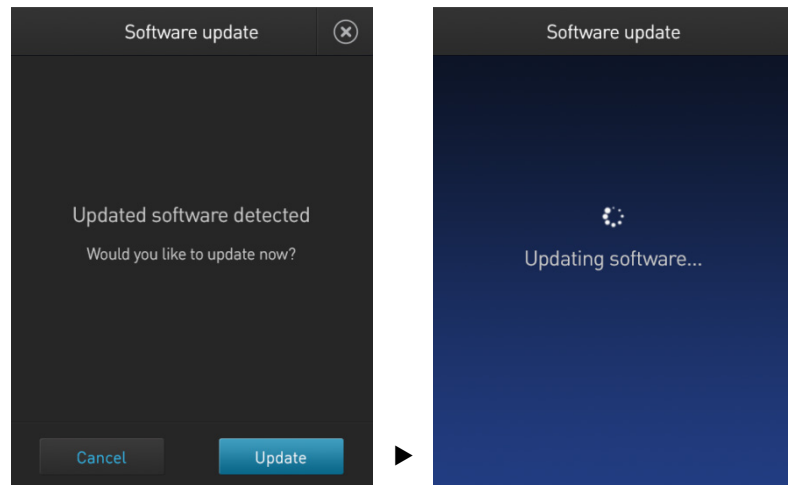 Software update
Updated software detected
Would you like to update now?
Cancel
Update
Software update
Updating software...